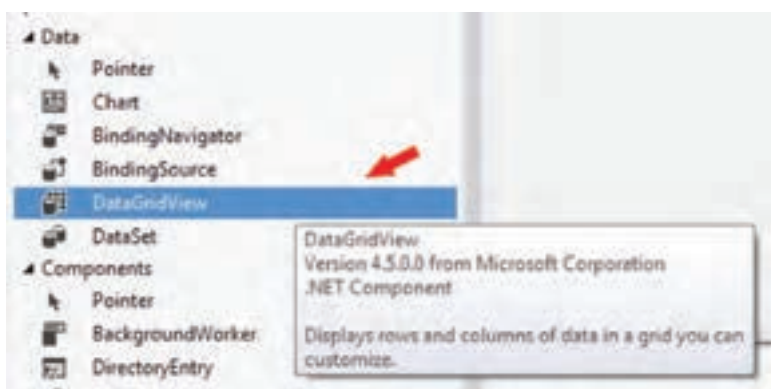 Data
Pointer
Chart
BindingNavigator
BindingSource
DataGridView
DataSet
Components
Pointer
BackgroundWorker
DirectoryEntry
DataGridView
Version 4.5.0.0 from Microsoft Corporation
.NET Component
Displays rows and columns of data in a grid you can
customize.